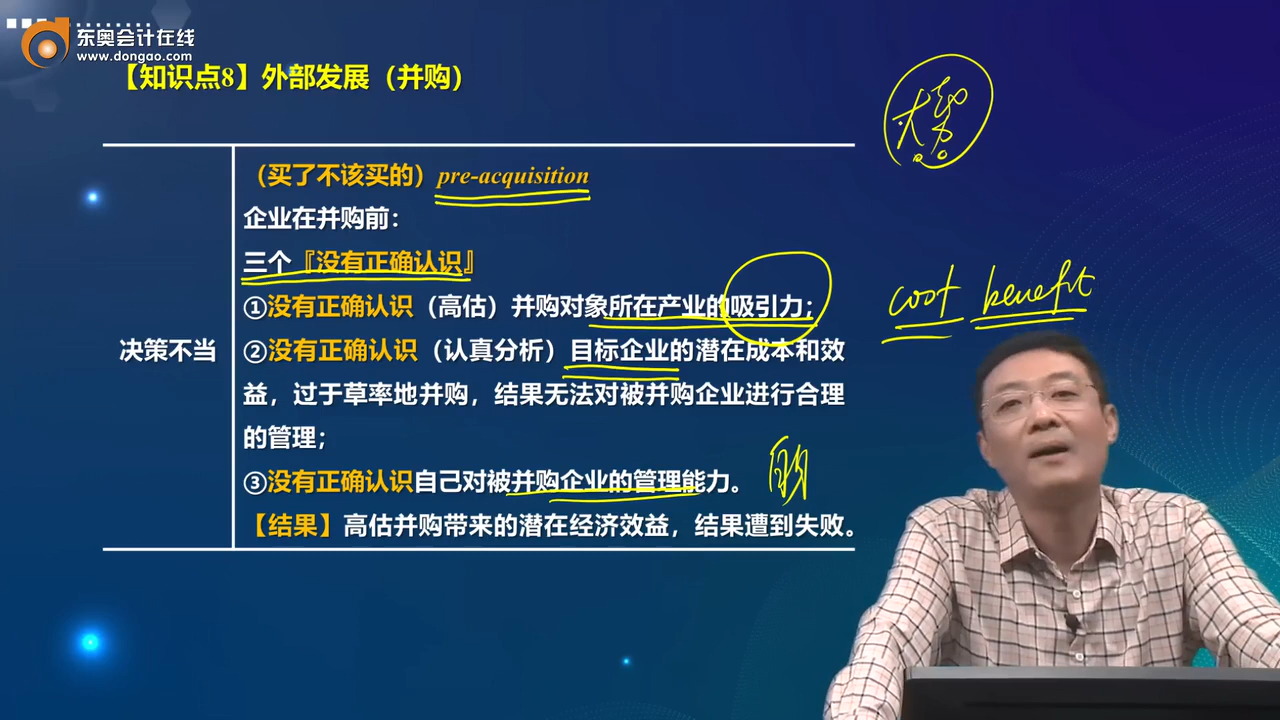 东奥会计在线
www.dongao.com
【知识点8】外部发展（并购）
决策不当
（买了不该买的）pre-acquisition
企业在并购前：
三个『没有正确认识』
①没有正确认识（高估）并购对象所在产业的吸引力；
②没有正确认识（认真分析）目标企业的潜在成本和效
益，过于草率地并购，结果无法对被并购企业进行合理
的管理；
③没有正确认识自己对被并购企业的管理能力。
【结果】高估并购带来的潜在经济效益，结果遭到失败。
cost benefit